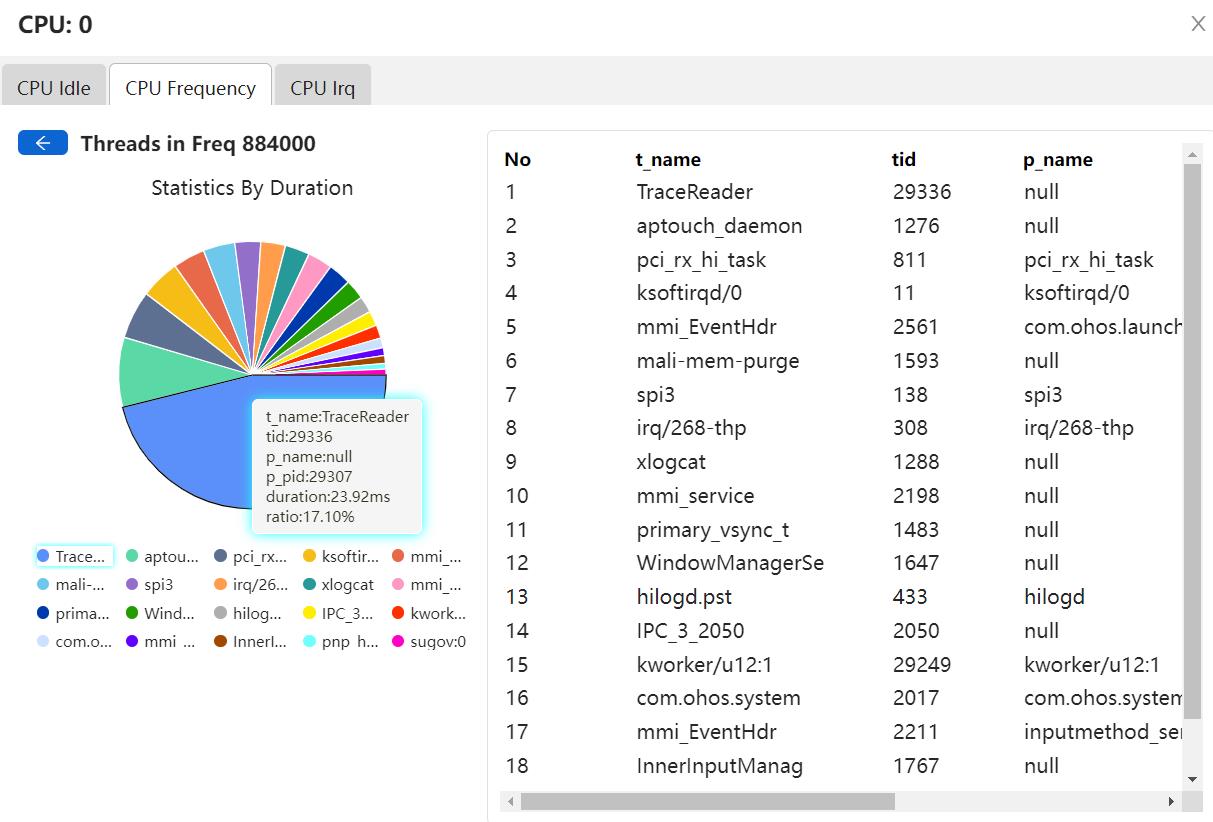 CPU: 0
CPU Idle
CPU Frequency
CPU Irq
Threads in Freq 884000
Statistics By Duration
t_name:TraceReader
tid:29336
p_name:null
p_pid:29307
duration:23.92ms
ratio:17.10%
Trace... aptou... pci_rx... ksoftir... mmi_...
mali-... spi3 irq/26... xlogcat mmi_...
prima... Wind... hilog... IPC_3... kwork...
com.o... mmi_... InnerI... pnp_h... sugov:0
No t_name tid p_name
1 TraceReader 29336 null
2 aptouch_daemon 1276 null
3 pci_rx_hi_task 811 pci_rx_hi_task
4 ksoftirqd/0 11 ksoftirqd/0
5 mmi_EventHdr 2561 com.ohos.launch
6 mali-mem-purge 1593 null
7 spi3 138 spi3
8 irq/268-thp 308 irq/268-thp
9 xlogcat 1288 null
10 mmi_service 2198 null
11 primary_vsync_t 1483 null
12 WindowManagerSe 1647 null
13 hilogd.pst 433 hilogd
14 IPC_3_2050 2050 null
15 kworker/u12:1 29249 kworker/u12:1
16 com.ohos.system 2017 com.ohos.system
17 mmi_EventHdr 2211 inputmethod_se
18 InnerInputManag 1767 null